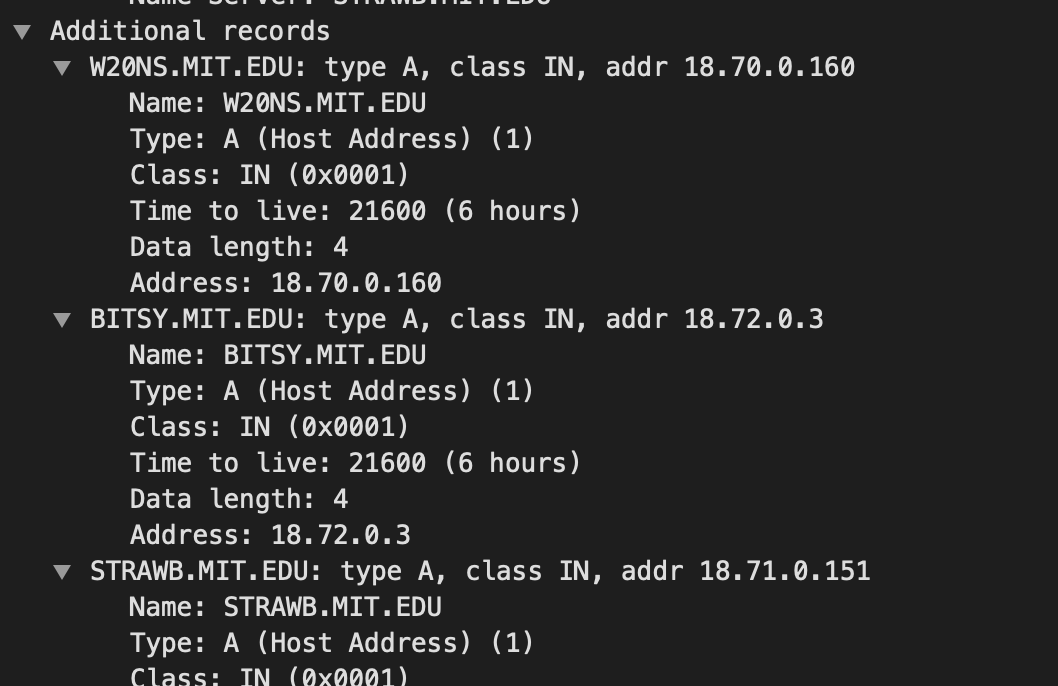 Name Server: STRAWB.MIT.EDU
Additional records
W20NS.MIT.EDU: type A, class IN, addr 18.70.0.160
Name: W20NS.MIT.EDU
Type: A (Host Address) (1)
Class: IN (0x0001)
Time to live: 21600 (6 hours)
Data length: 4
Address: 18.70.0.160
BITSY.MIT.EDU: type A, class IN, addr 18.72.0.3
Name: BITSY.MIT.EDU
Type: A (Host Address) (1)
Class: IN (0x0001)
Time to live: 21600 (6 hours)
Data length: 4
Address: 18.72.0.3
STRAWB.MIT.EDU: type A, class IN, addr 18.71.0.151
Name: STRAWB.MIT.EDU
Type: A (Host Address) (1)
Class: IN (0x0001)